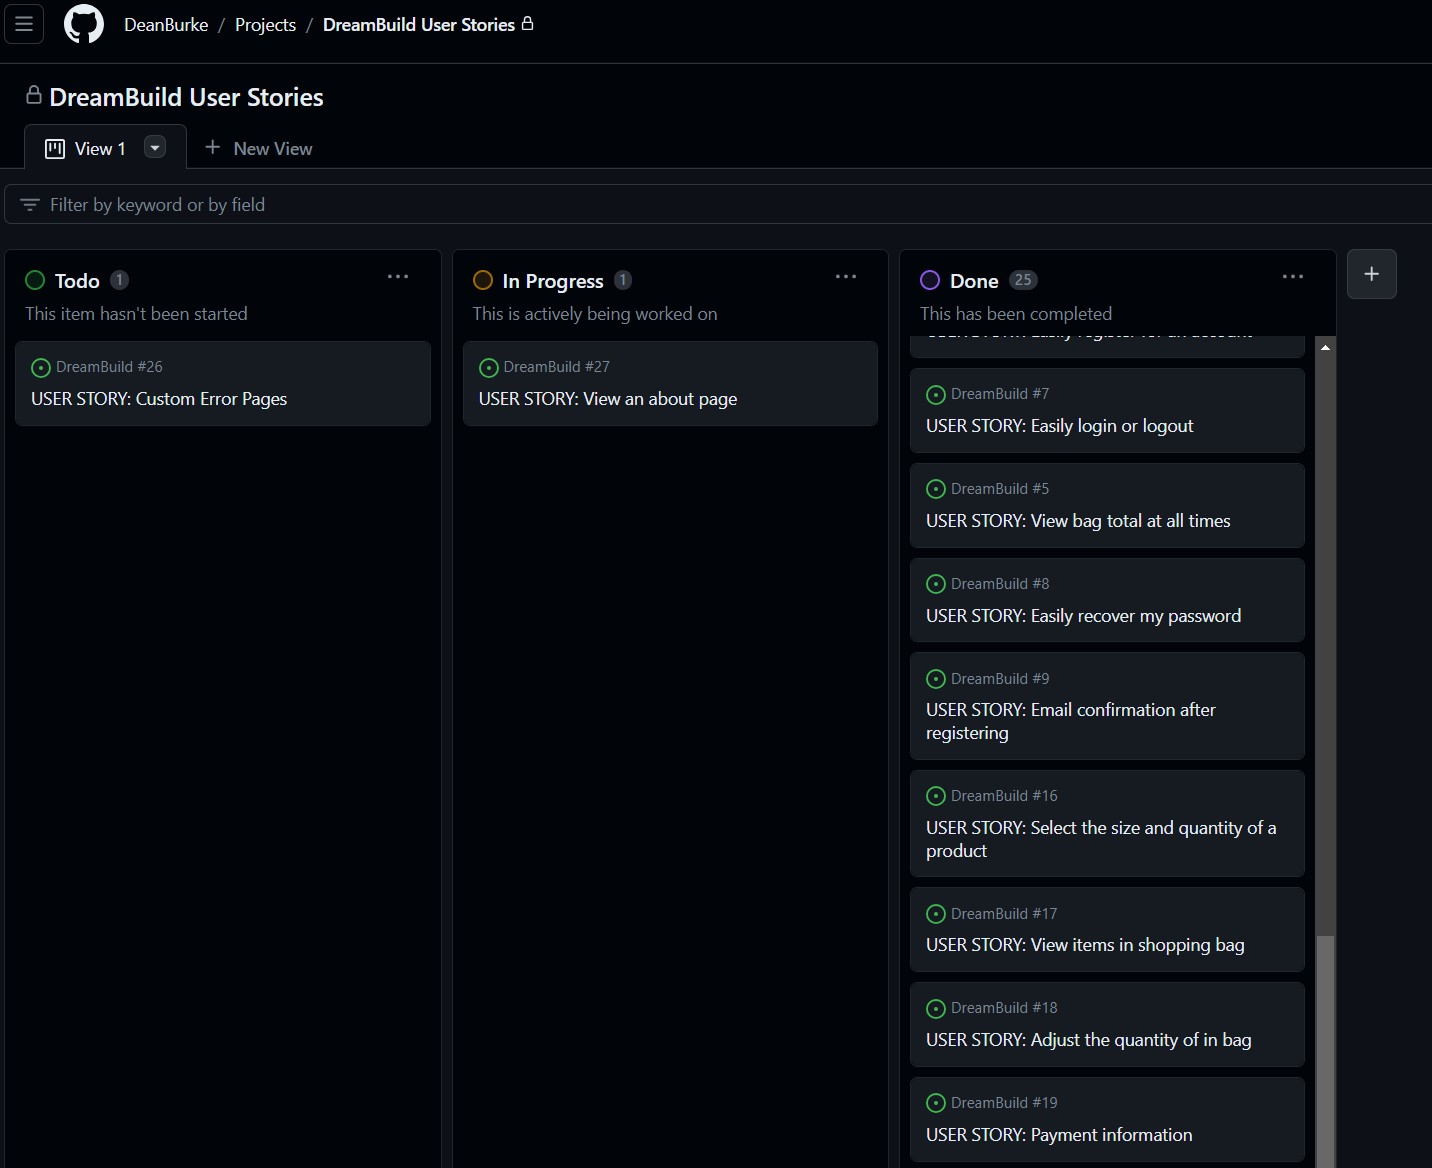 DeanBurke / Projects / DreamBuild User Stories
DreamBuild User Stories
View 1
New View
Filter by keyword or by field
Todo 1
This item hasn't been started
DreamBuild #26
USER STORY: Custom Error Pages
In Progress 1
This is actively being worked on
DreamBuild #27
USER STORY: View an about page
Done 25
This has been completed
DreamBuild #7
USER STORY: Easily login or logout
DreamBuild #5
USER STORY: View bag total at all times
DreamBuild #8
USER STORY: Easily recover my password
DreamBuild #9
USER STORY: Email confirmation after
registering
DreamBuild #16
USER STORY: Select the size and quantity of a
product
DreamBuild #17
USER STORY: View items in shopping bag
DreamBuild #18
USER STORY: Adjust the quantity of in bag
DreamBuild #19
USER STORY: Payment information